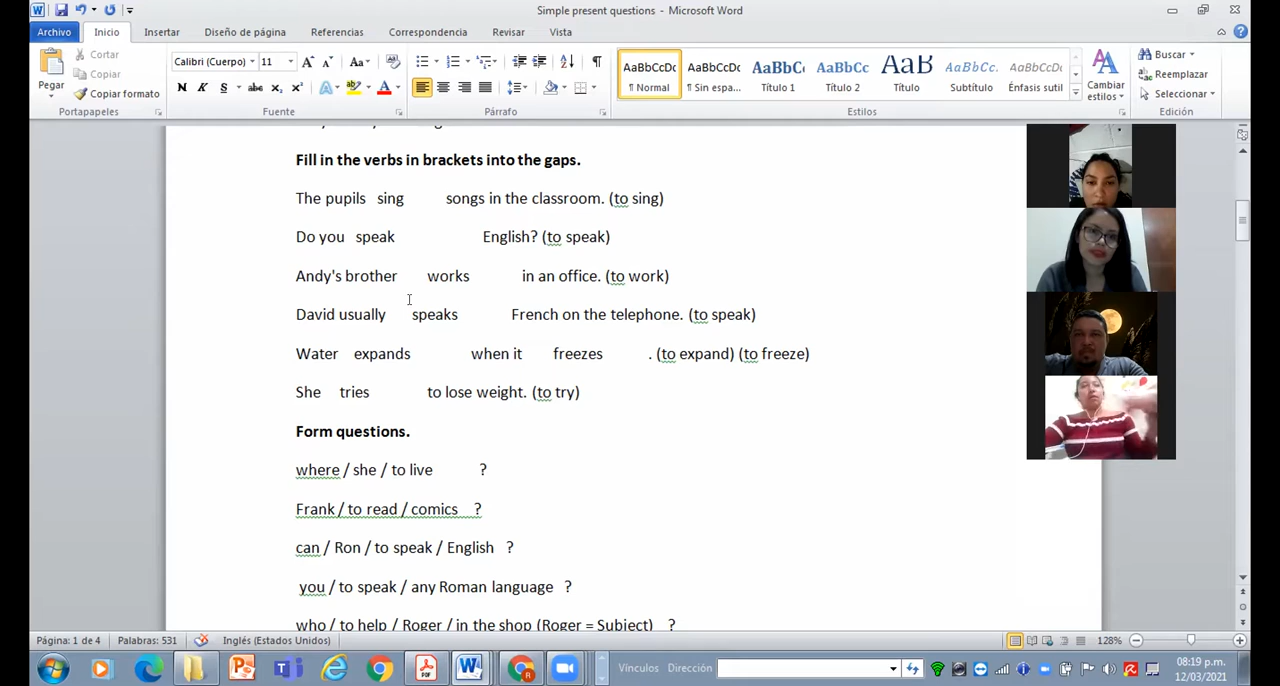 Simple present questions - Microsoft Word
Archivo Inicio Insertar Diseño de página Referencias Correspondencia Revisar Vista
Cortar
Copiar
Copiar formato
Pegar
Portapapeles
Calibri (Cuerpo) 11
Fuente
Párrafo
AaBbCcDc AaBbCcDc AaBbC AaBbCc AaB AaBbCc. AaBbCcDc
¶ Normal ¶ Sin espa... Título 1 Título 2 Título Subtítulo Énfasis sutil
Estilos
Cambiar estilos
Buscar
Reemplazar
Seleccionar
Edición
Fill in the verbs in brackets into the gaps.
The pupils sing songs in the classroom. (to sing)
Do you speak English? (to speak)
Andy's brother works in an office. (to work)
David usually speaks French on the telephone. (to speak)
Water expands when it freezes . (to expand) (to freeze)
She tries to lose weight. (to try)
Form questions.
where / she / to live ?
Frank / to read / comics ?
can / Ron / to speak / English ?
you / to speak / any Roman language ?
who / to help / Roger / in the shop (Roger = Subject) ?
Página: 1 de 4 Palabras: 531 Inglés (Estados Unidos) 128%
Vínculos Dirección 08:19 p.m.
12/03/2021